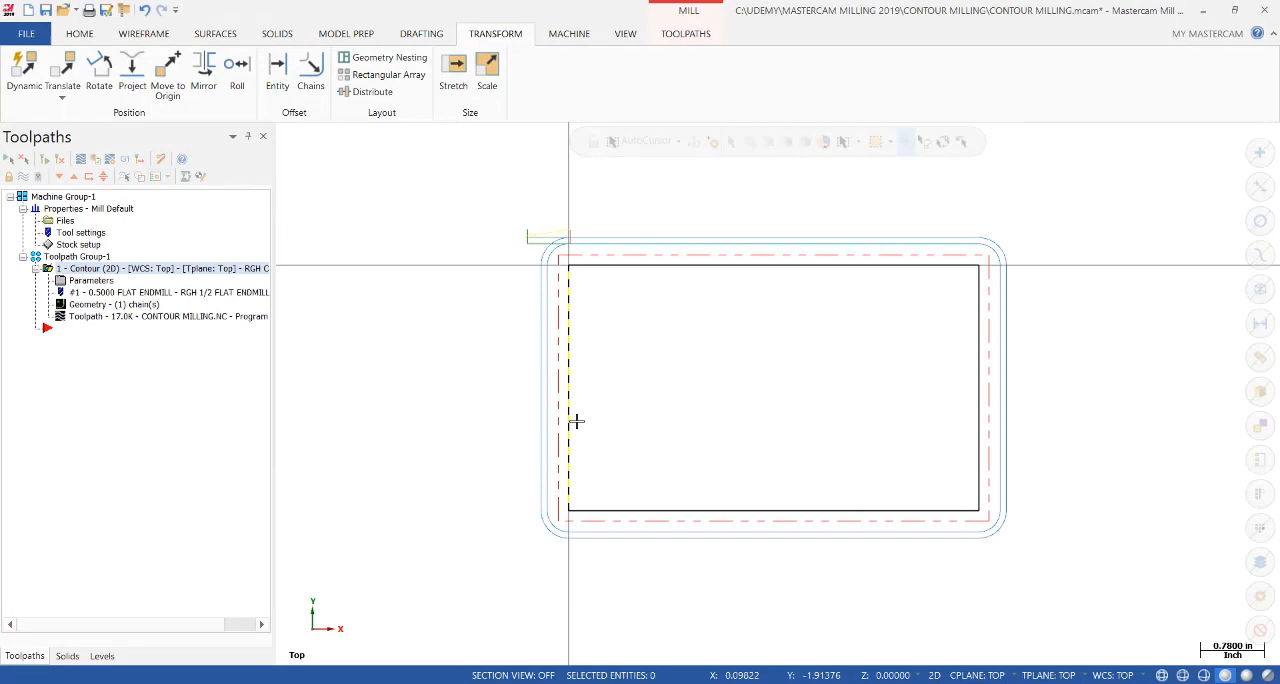 C:\UDEMY\MASTERCAM MILLING 2019\CONTOUR MILLING\CONTOUR MILLING.mcam* - Mastercam Mill ...
MILL
FILE HOME WIREFRAME SURFACES SOLIDS MODEL PREP DRAFTING TRANSFORM MACHINE VIEW TOOLPATHS MY MASTERCAM
Dynamic Translate Rotate Project Move to Origin Mirror Roll
Position
Entity Chains
Offset
Geometry Nesting
Rectangular Array
Distribute
Layout
Stretch Scale
Size
Toolpaths
AutoCursor
G1
Machine Group-1
Properties - Mill Default
Files
Tool settings
Stock setup
Toolpath Group-1
1 - Contour (2D) - [WCS: Top] - [Tplane: Top] - RGH C
Parameters
#1 - 0.5000 FLAT ENDMILL - RGH 1/2 FLAT ENDMILL
Geometry - (1) chain(s)
Toolpath - 17.0K - CONTOUR MILLING.NC - Program
Y
X
Top
0.7800 in
Inch
Toolpaths Solids Levels
SECTION VIEW: OFF SELECTED ENTITIES: 0 X: 0.09822 Y: -1.91376 Z: 0.00000 2D CPLANE: TOP TPLANE: TOP WCS: TOP